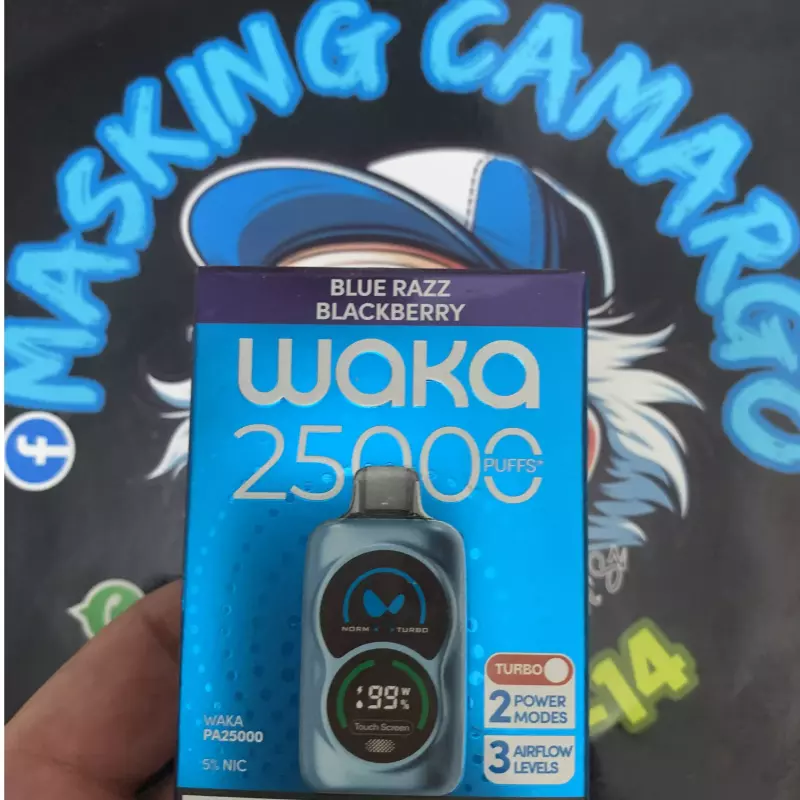 MASKING CAMARGO
BLUE RAZZ
BLACKBERRY
waka
25000
PUFFS*
NORM TURBO
99 W
%
Touch Screen
WAKA
PA25000
5% NIC
TURBO
2 POWER
MODES
3 AIRFLOW
LEVELS
14